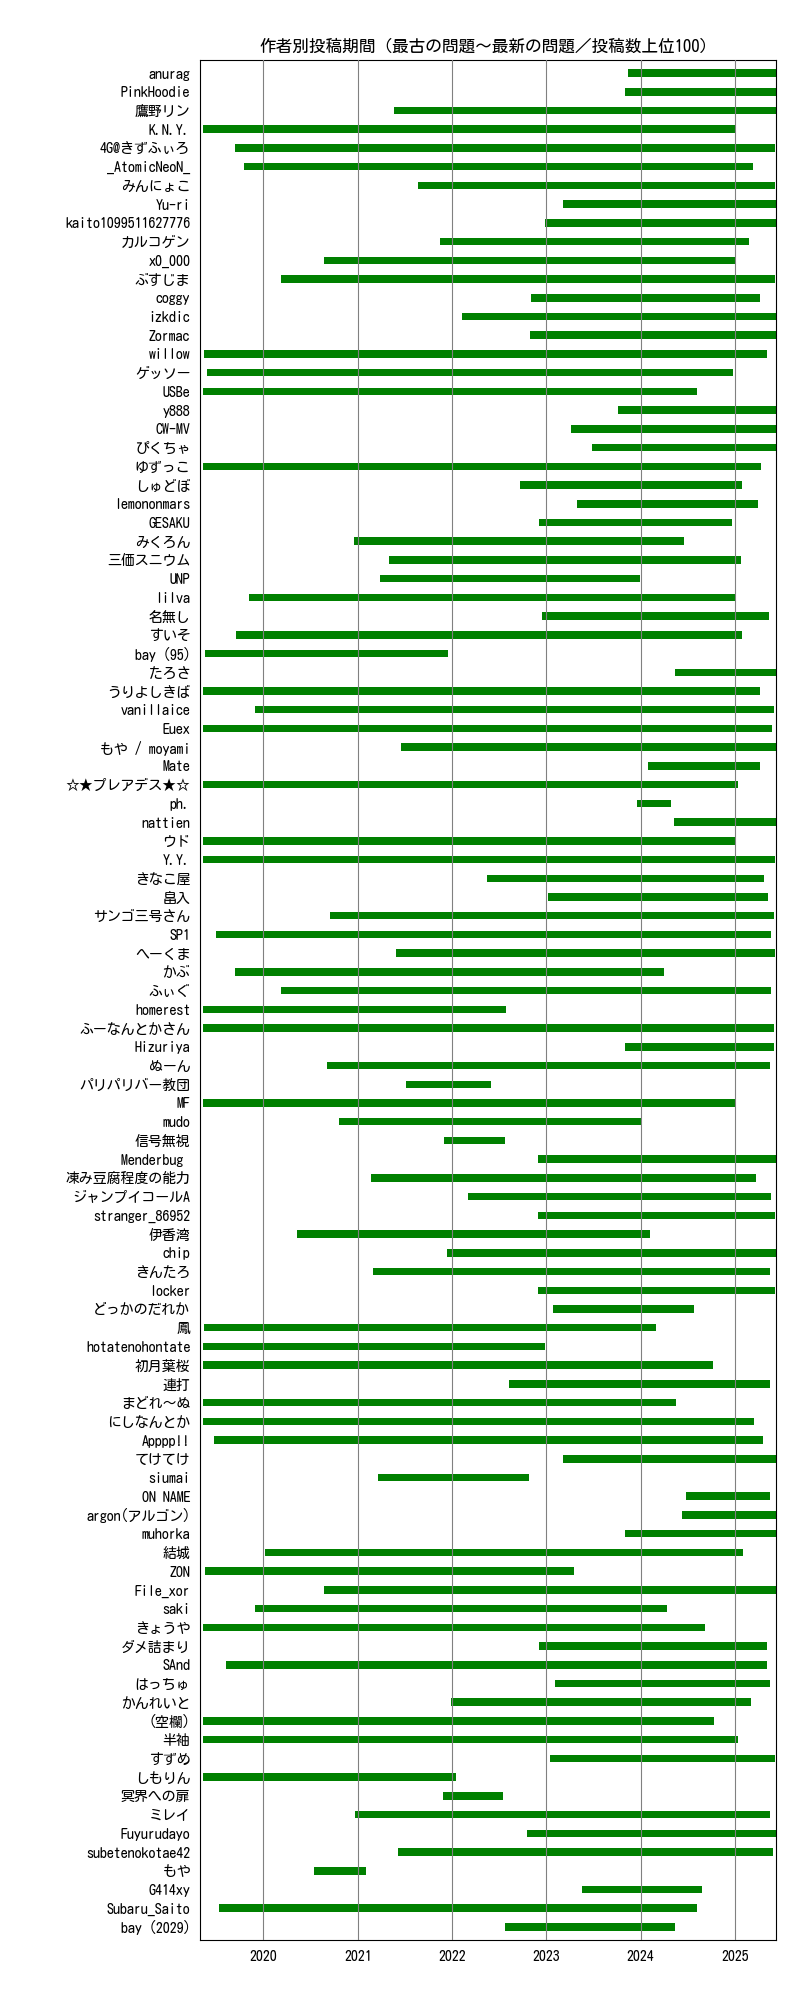 作者別投稿期間（最古の問題～最新の問題／投稿数上位100）
anurag
PinkHoodie
鷹野リン
K.N.Y.
4G@きずふぃろ
_AtomicNeoN_
みんにょこ
Yu-ri
kaito1099511627776
カルコゲン
x0_000
ぶすじま
coggy
izkdic
Zormac
willow
ゲッソー
USBe
y888
CW-MV
ぴくちゃ
ゆずっこ
しゅどぼ
lemononmars
GESAKU
みくろん
三価スニウム
UNP
lilva
名無し
すいそ
bay (95)
たろさ
うりよしきば
vanillaice
Euex
もや / moyami
Mate
☆★プレアデス★☆
ph.
nattien
ウド
Y.Y.
きなこ屋
畠入
サンゴ三号さん
SP1
へーくま
かぶ
ふぃぐ
homerest
ふーなんとかさん
Hizuriya
ぬーん
パリパリバー教団
MF
mudo
信号無視
Menderbug
凍み豆腐程度の能力
ジャンプイコールA
stranger_86952
伊香湾
chip
きんたろ
locker
どっかのだれか
鳳
hotatenohontate
初月葉桜
連打
まどれ～ぬ
にしなんとか
Appppll
てけてけ
siumai
ON NAME
argon(アルゴン)
muhorka
結城
ZON
File_xor
saki
きょうや
ダメ詰まり
SAnd
はっちゅ
かんれいと
(空欄)
半袖
すずめ
しもりん
冥界への扉
ミレイ
Fuyurudayo
subetenokotae42
もや
G414xy
Subaru_Saito
bay (2029)
2020 2021 2022 2023 2024 2025